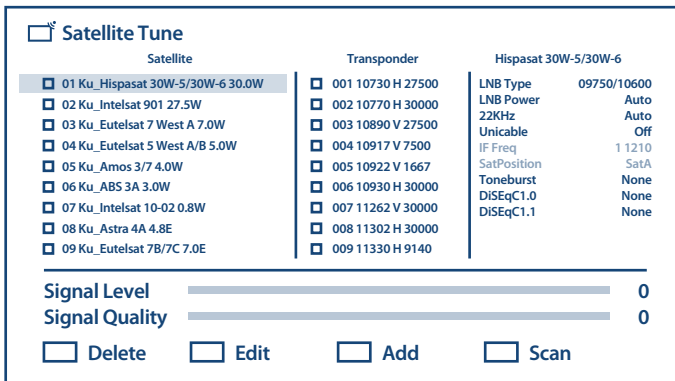 Satellite Tune
Satellite
01 Ku_Hispasat 30W-5/30W-6 30.0W
02 Ku_Intelsat 901 27.5W
03 Ku_Eutelsat 7 West A 7.0W
04 Ku_Eutelsat 5 West A/B 5.0W
05 Ku_Amos 3/7 4.0W
06 Ku_ABS 3A 3.0W
07 Ku_Intelsat 10-02 0.8W
08 Ku_Astra 4A 4.8E
09 Ku_Eutelsat 7B/7C 7.0E
Transponder
001 10730 H 27500
002 10770 H 30000
003 10890 V 27500
004 10917 V 7500
005 10922 V 1667
006 10930 H 30000
007 11262 V 30000
008 11302 H 30000
009 11330 H 9140
Hispasat 30W-5/30W-6
LNB Type 09750/10600
LNB Power Auto
22KHz Auto
Unicable Off
IF Freq 1 1210
SatPosition SatA
Toneburst None
DiSEqC1.0 None
DiSEqC1.1 None
Signal Level 0
Signal Quality 0
Delete Edit Add Scan